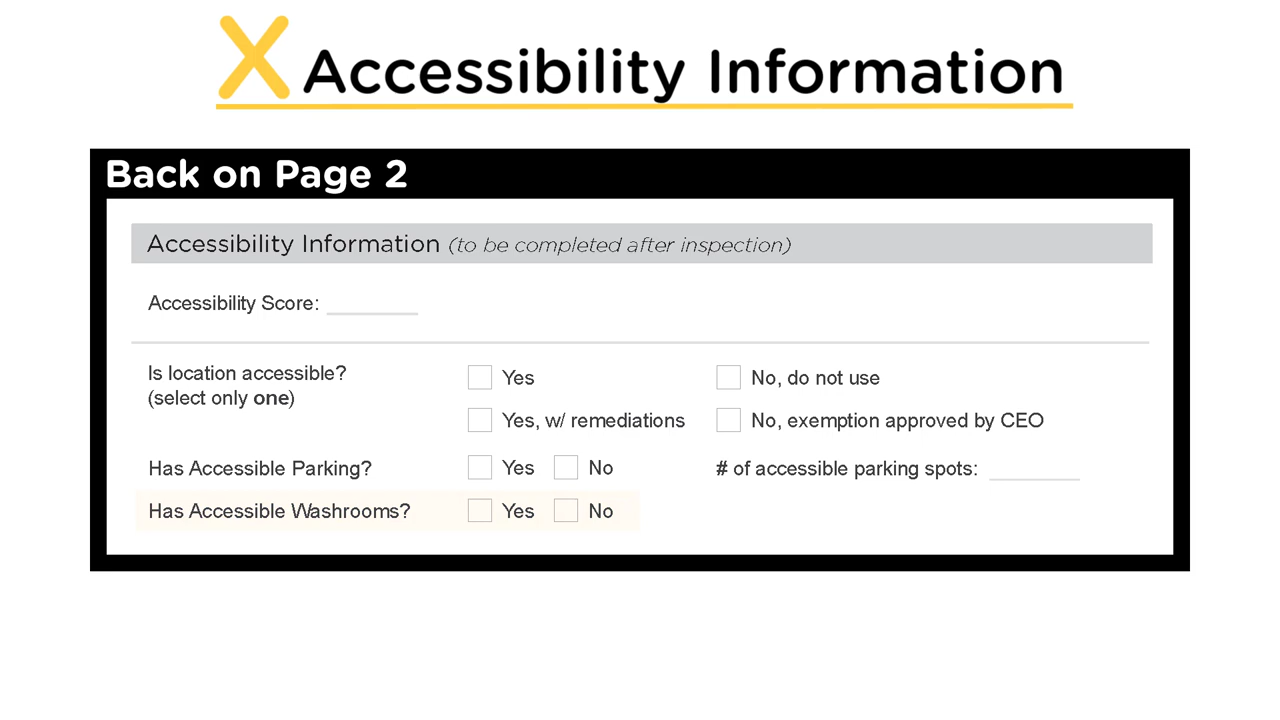 X Accessibility Information
Back on Page 2
Accessibility Information (to be completed after inspection)
Accessibility Score:
Is location accessible?
(select only one)
Yes
No, do not use
Yes, w/ remediations
No, exemption approved by CEO
Has Accessible Parking? Yes No # of accessible parking spots:
Has Accessible Washrooms? Yes No